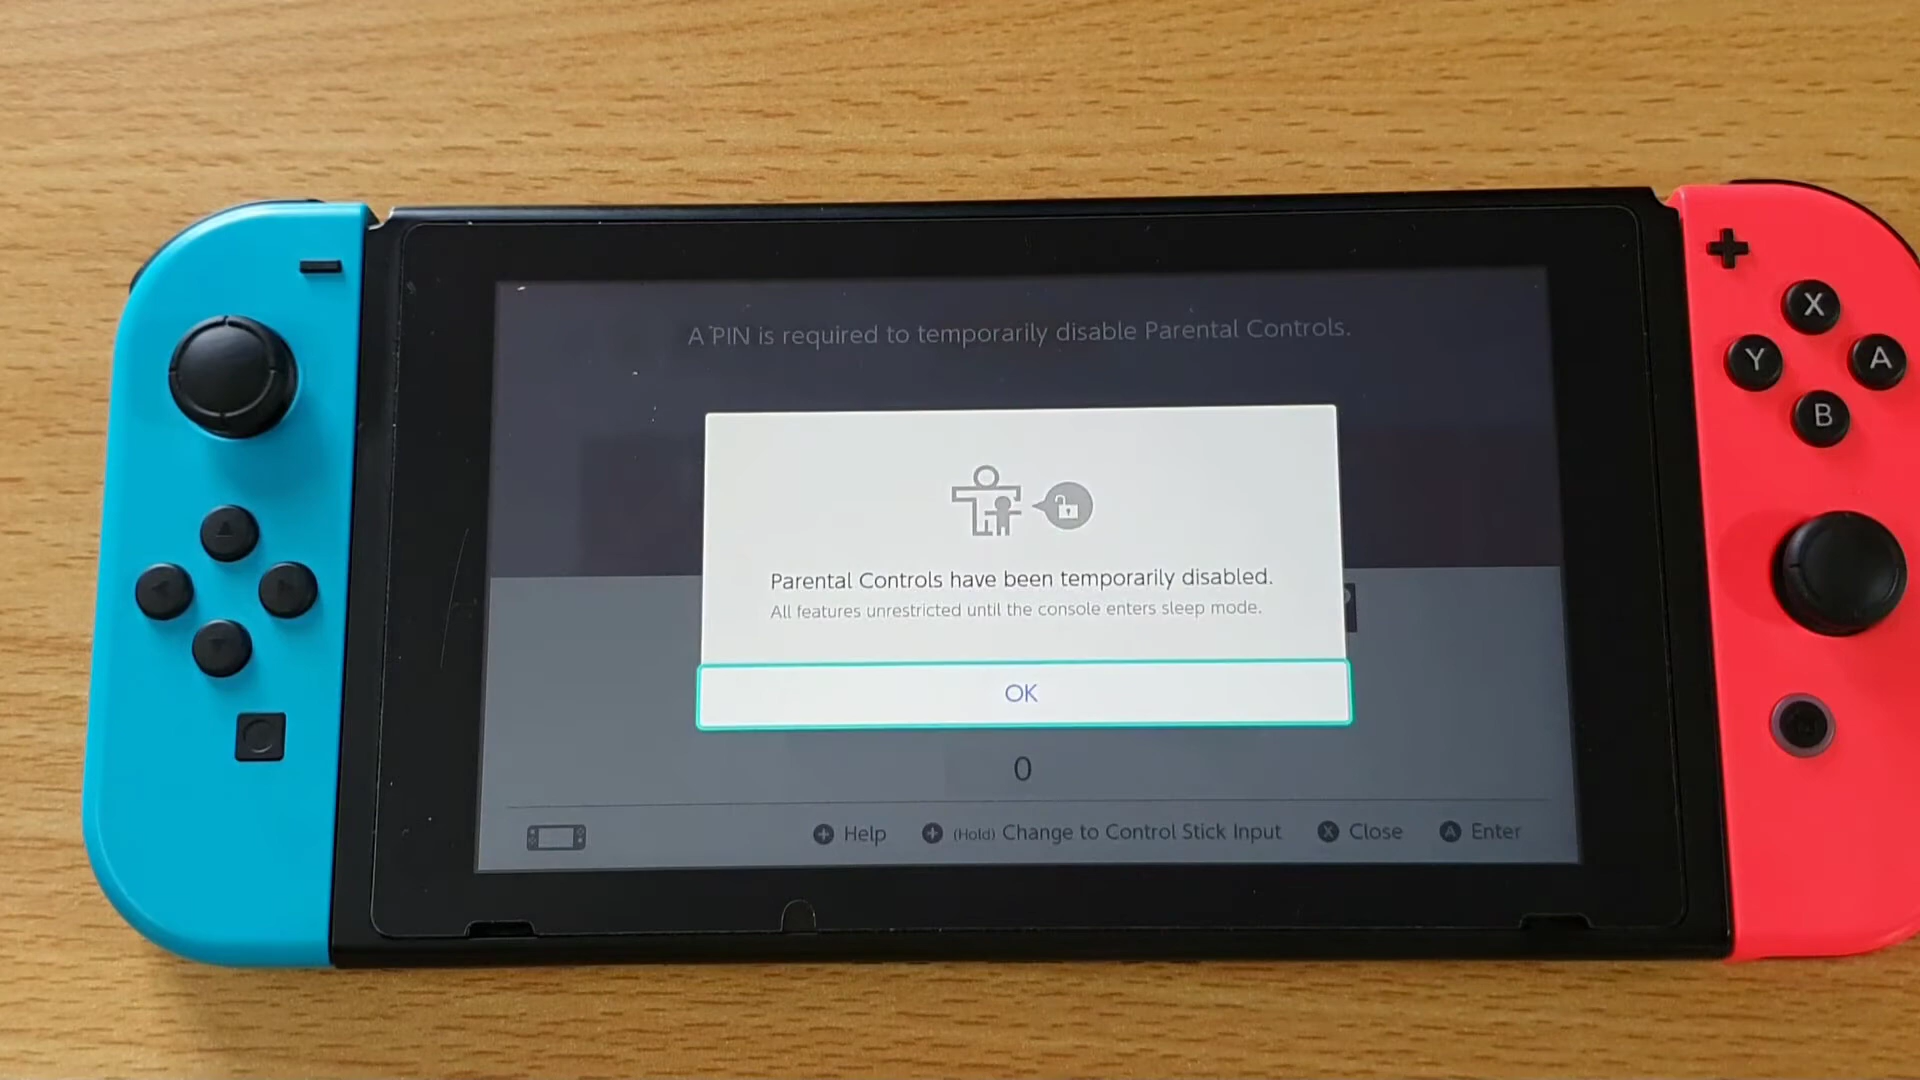 A PIN is required to temporarily disable Parental Controls.
Parental Controls have been temporarily disabled.
All features unrestricted until the console enters sleep mode.
OK
0
Help
(Hold) Change to Control Stick Input
X Close
A Enter
X
Y
A
B